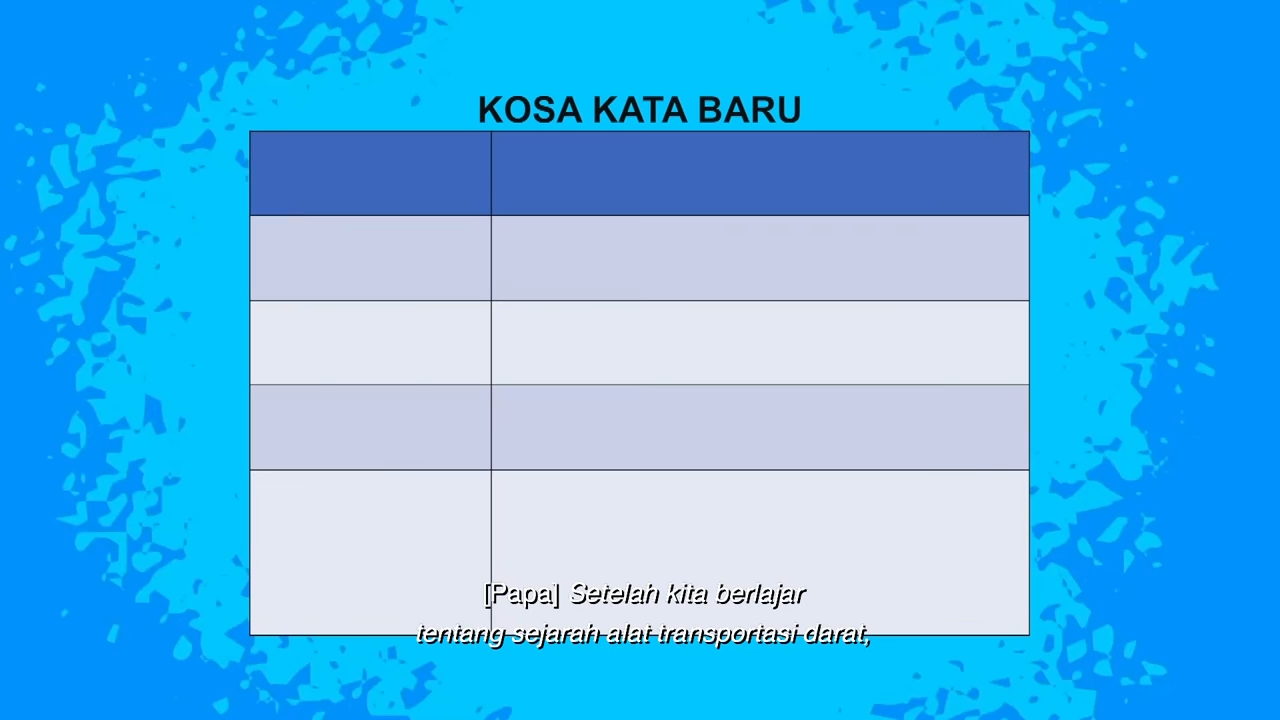 KOSA KATA BARU
[Papa] Setelah kita berlajar
tentang sejarah alat transportasi darat,